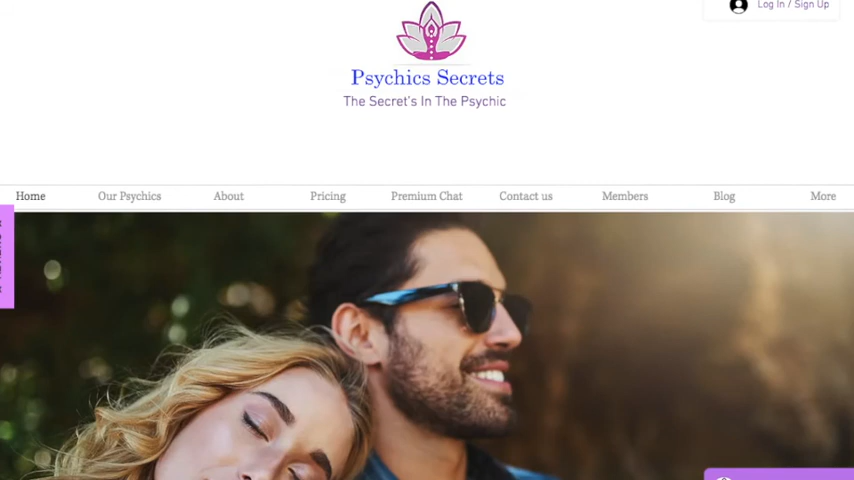 Log In / Sign Up
Psychics Secrets
The Secret's In The Psychic
Home Our Psychics About Pricing Premium Chat Contact us Members Blog More